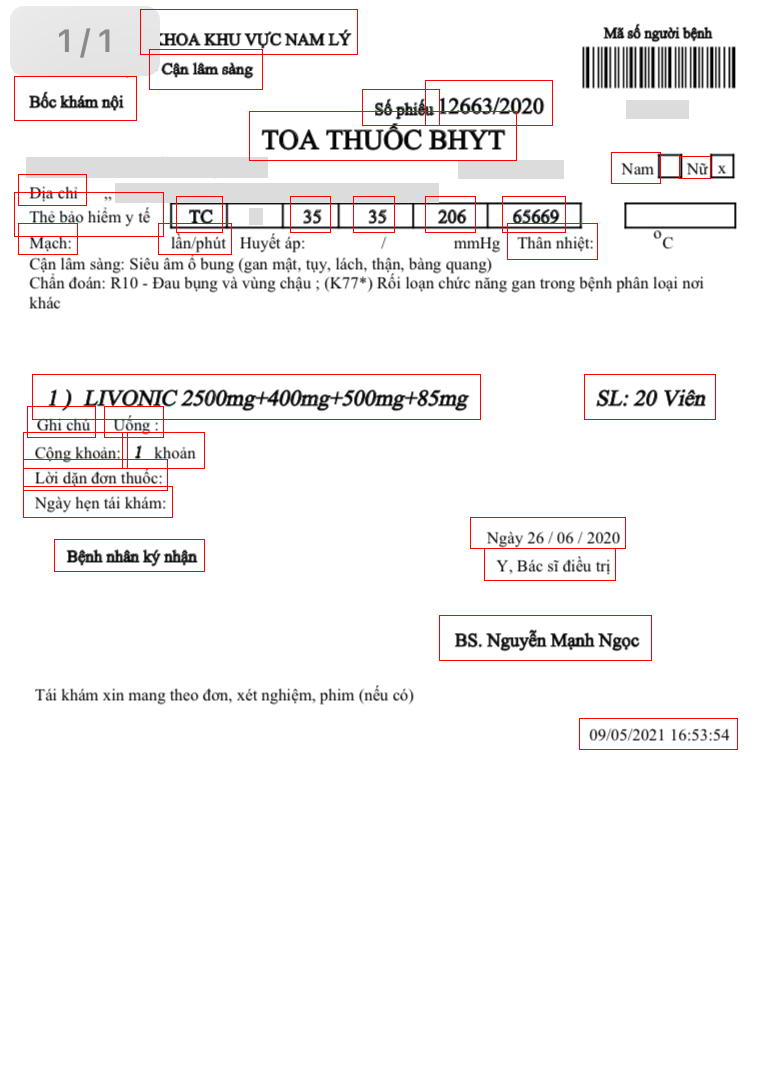 1/1
KHOA KHU VỰC NAM LÝ
Mã số người bệnh
Cận lâm sàng
Bốc khám nội
Số phiếu 12663/2020
TOA THUỐC BHYT
Nam Nữ x
Địa chỉ ,,
Thẻ bảo hiểm y tế TC 35 35 206 65669
Mạch: lần/phút Huyết áp: / mmHg Thân nhiệt: °C
Cận lâm sàng: Siêu âm ổ bung (gan mật, tụy, lách, thận, bàng quang)
Chẩn đoán: R10 - Đau bụng và vùng chậu ; (K77*) Rối loạn chức năng gan trong bệnh phân loại nơi
khác
1 ) LIVONIC 2500mg+400mg+500mg+85mg SL: 20 Viên
Ghi chú Uống :
Cộng khoản: 1 khoản
Lời dặn đơn thuốc:
Ngày hẹn tái khám:
Ngày 26 / 06 / 2020
Bệnh nhân ký nhận
Y, Bác sĩ điều trị
BS. Nguyễn Mạnh Ngọc
Tái khám xin mang theo đơn, xét nghiệm, phim (nếu có)
09/05/2021 16:53:54